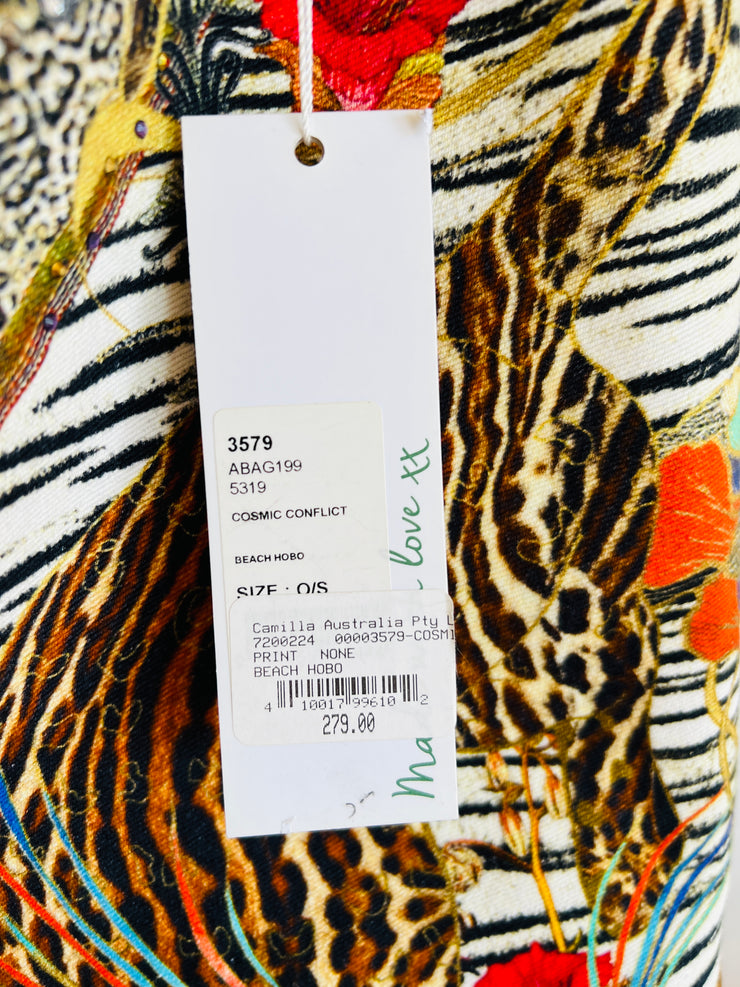 3579
ABAG199
5319
COSMIC CONFLICT
BEACH HOBO
SIZE : O/S
Camilla Australia Pty L
7200224 00003579-COSMI
PRINT NONE
BEACH HOBO
4 10017 99610 2
279.00
Ma
love xx